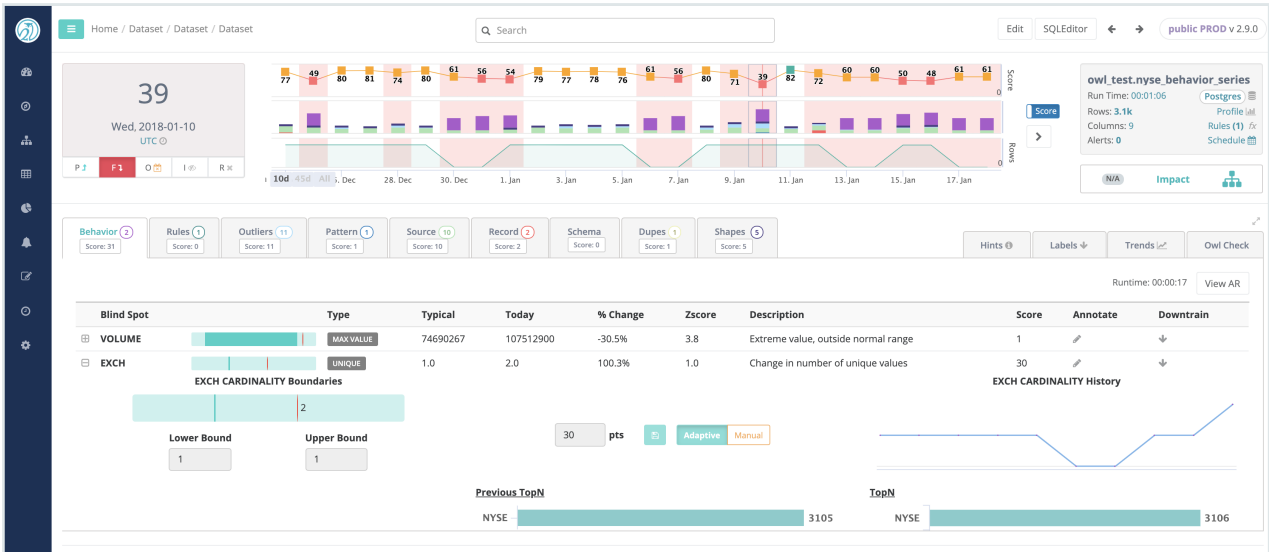 Home / Dataset / Dataset / Dataset
Search
Edit
SQLEditor
public PROD v 2.9.0
39
Wed, 2018-01-10
UTC
P
F
O
I
R
77 49 80 81 74 80 61 56 54 79 77 78 76 61 56 80 71 39 82 72 60 60 50 48 61 61
Score
0
Rows
0
10d 45d All
. Dec 28. Dec 30. Dec 1. Jan 3. Jan 5. Jan 7. Jan 9. Jan 11. Jan 13. Jan 15. Jan 17. Jan
Score
owl_test.nyse_behavior_series
Run Time: 00:01:06 Postgres
Rows: 3.1k Profile
Columns: 9 Rules (1) fx
Alerts: 0 Schedule
N/A Impact
Behavior 2
Score: 31
Rules 1
Score: 0
Outliers 11
Score: 11
Pattern 1
Score: 1
Source 10
Score: 10
Record 2
Score: 2
Schema
Score: 0
Dupes 1
Score: 1
Shapes 5
Score: 5
Hints
Labels
Trends
Owl Check
Runtime: 00:00:17 View AR
Blind Spot Type Typical Today % Change Zscore Description Score Annotate Downtrain
VOLUME MAX VALUE 74690267 107512900 -30.5% 3.8 Extreme value, outside normal range 1
EXCH UNIQUE 1.0 2.0 100.3% 1.0 Change in number of unique values 30
EXCH CARDINALITY Boundaries
EXCH CARDINALITY History
2
Lower Bound Upper Bound
1 1
30 pts Adaptive Manual
Previous TopN
TopN
NYSE 3105
NYSE 3106